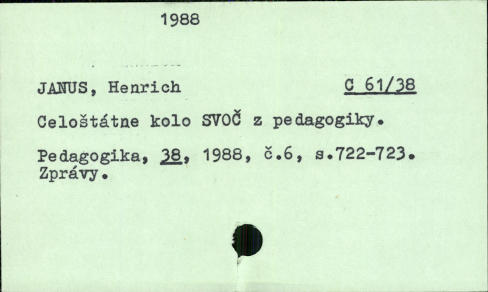 1988
JANUS, Henrich C 61/38
Celoštátne kolo SVOČ z pedagogiky.
Pedagogika, 38, 1988, č.6, s.722-723.
Zprávy.